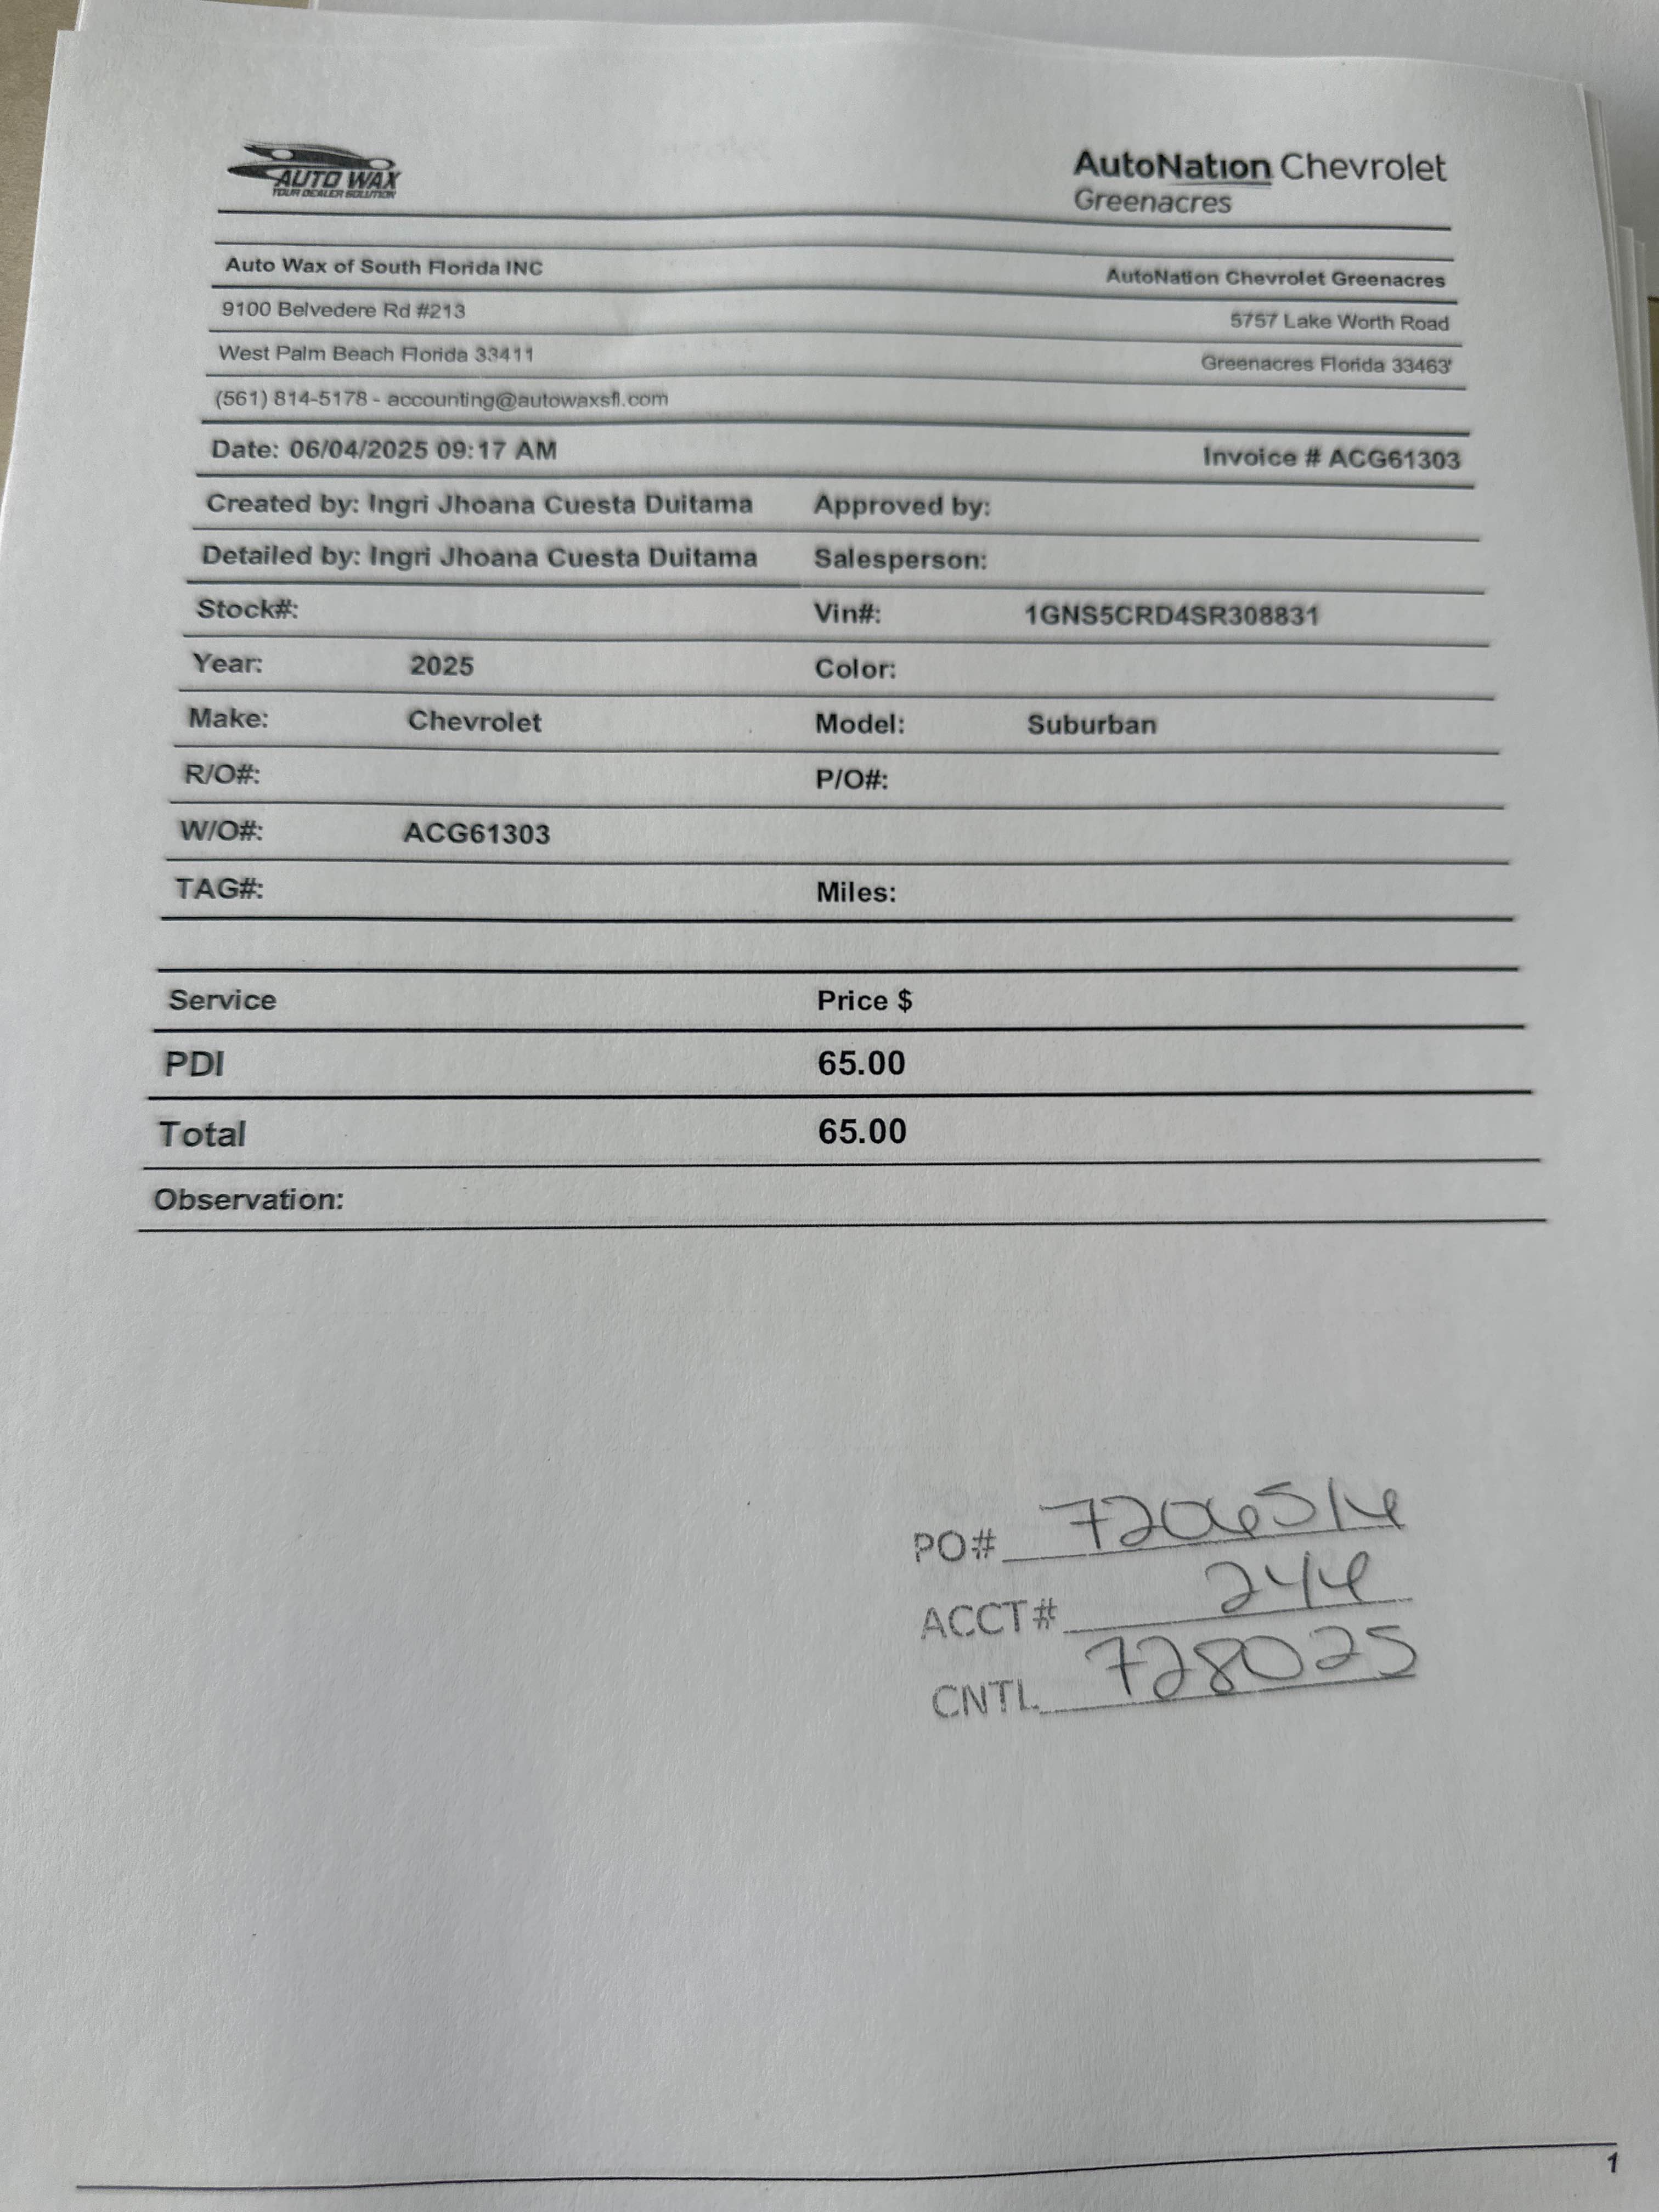 AUTO WAX
YOUR DEALER SOLUTION
AutoNation Chevrolet
Greenacres
Auto Wax of South Florida INC
AutoNation Chevrolet Greenacres
9100 Belvedere Rd #213
5757 Lake Worth Road
West Palm Beach Florida 33411
Greenacres Florida 33463'
(561) 814-5178 - accounting@autowaxsfl.com
Date: 06/04/2025 09:17 AM Invoice # ACG61303
Created by: Ingri Jhoana Cuesta Duitama Approved by:
Detailed by: Ingri Jhoana Cuesta Duitama Salesperson:
Stock#: Vin#: 1GNS5CRD4SR308831
Year: 2025 Color:
Make: Chevrolet Model: Suburban
R/O#: P/O#:
W/O#: ACG61303
TAG#: Miles:
Service Price $
PDI 65.00
Total 65.00
Observation:
PO#
ACCT#
CNTL 728025
1